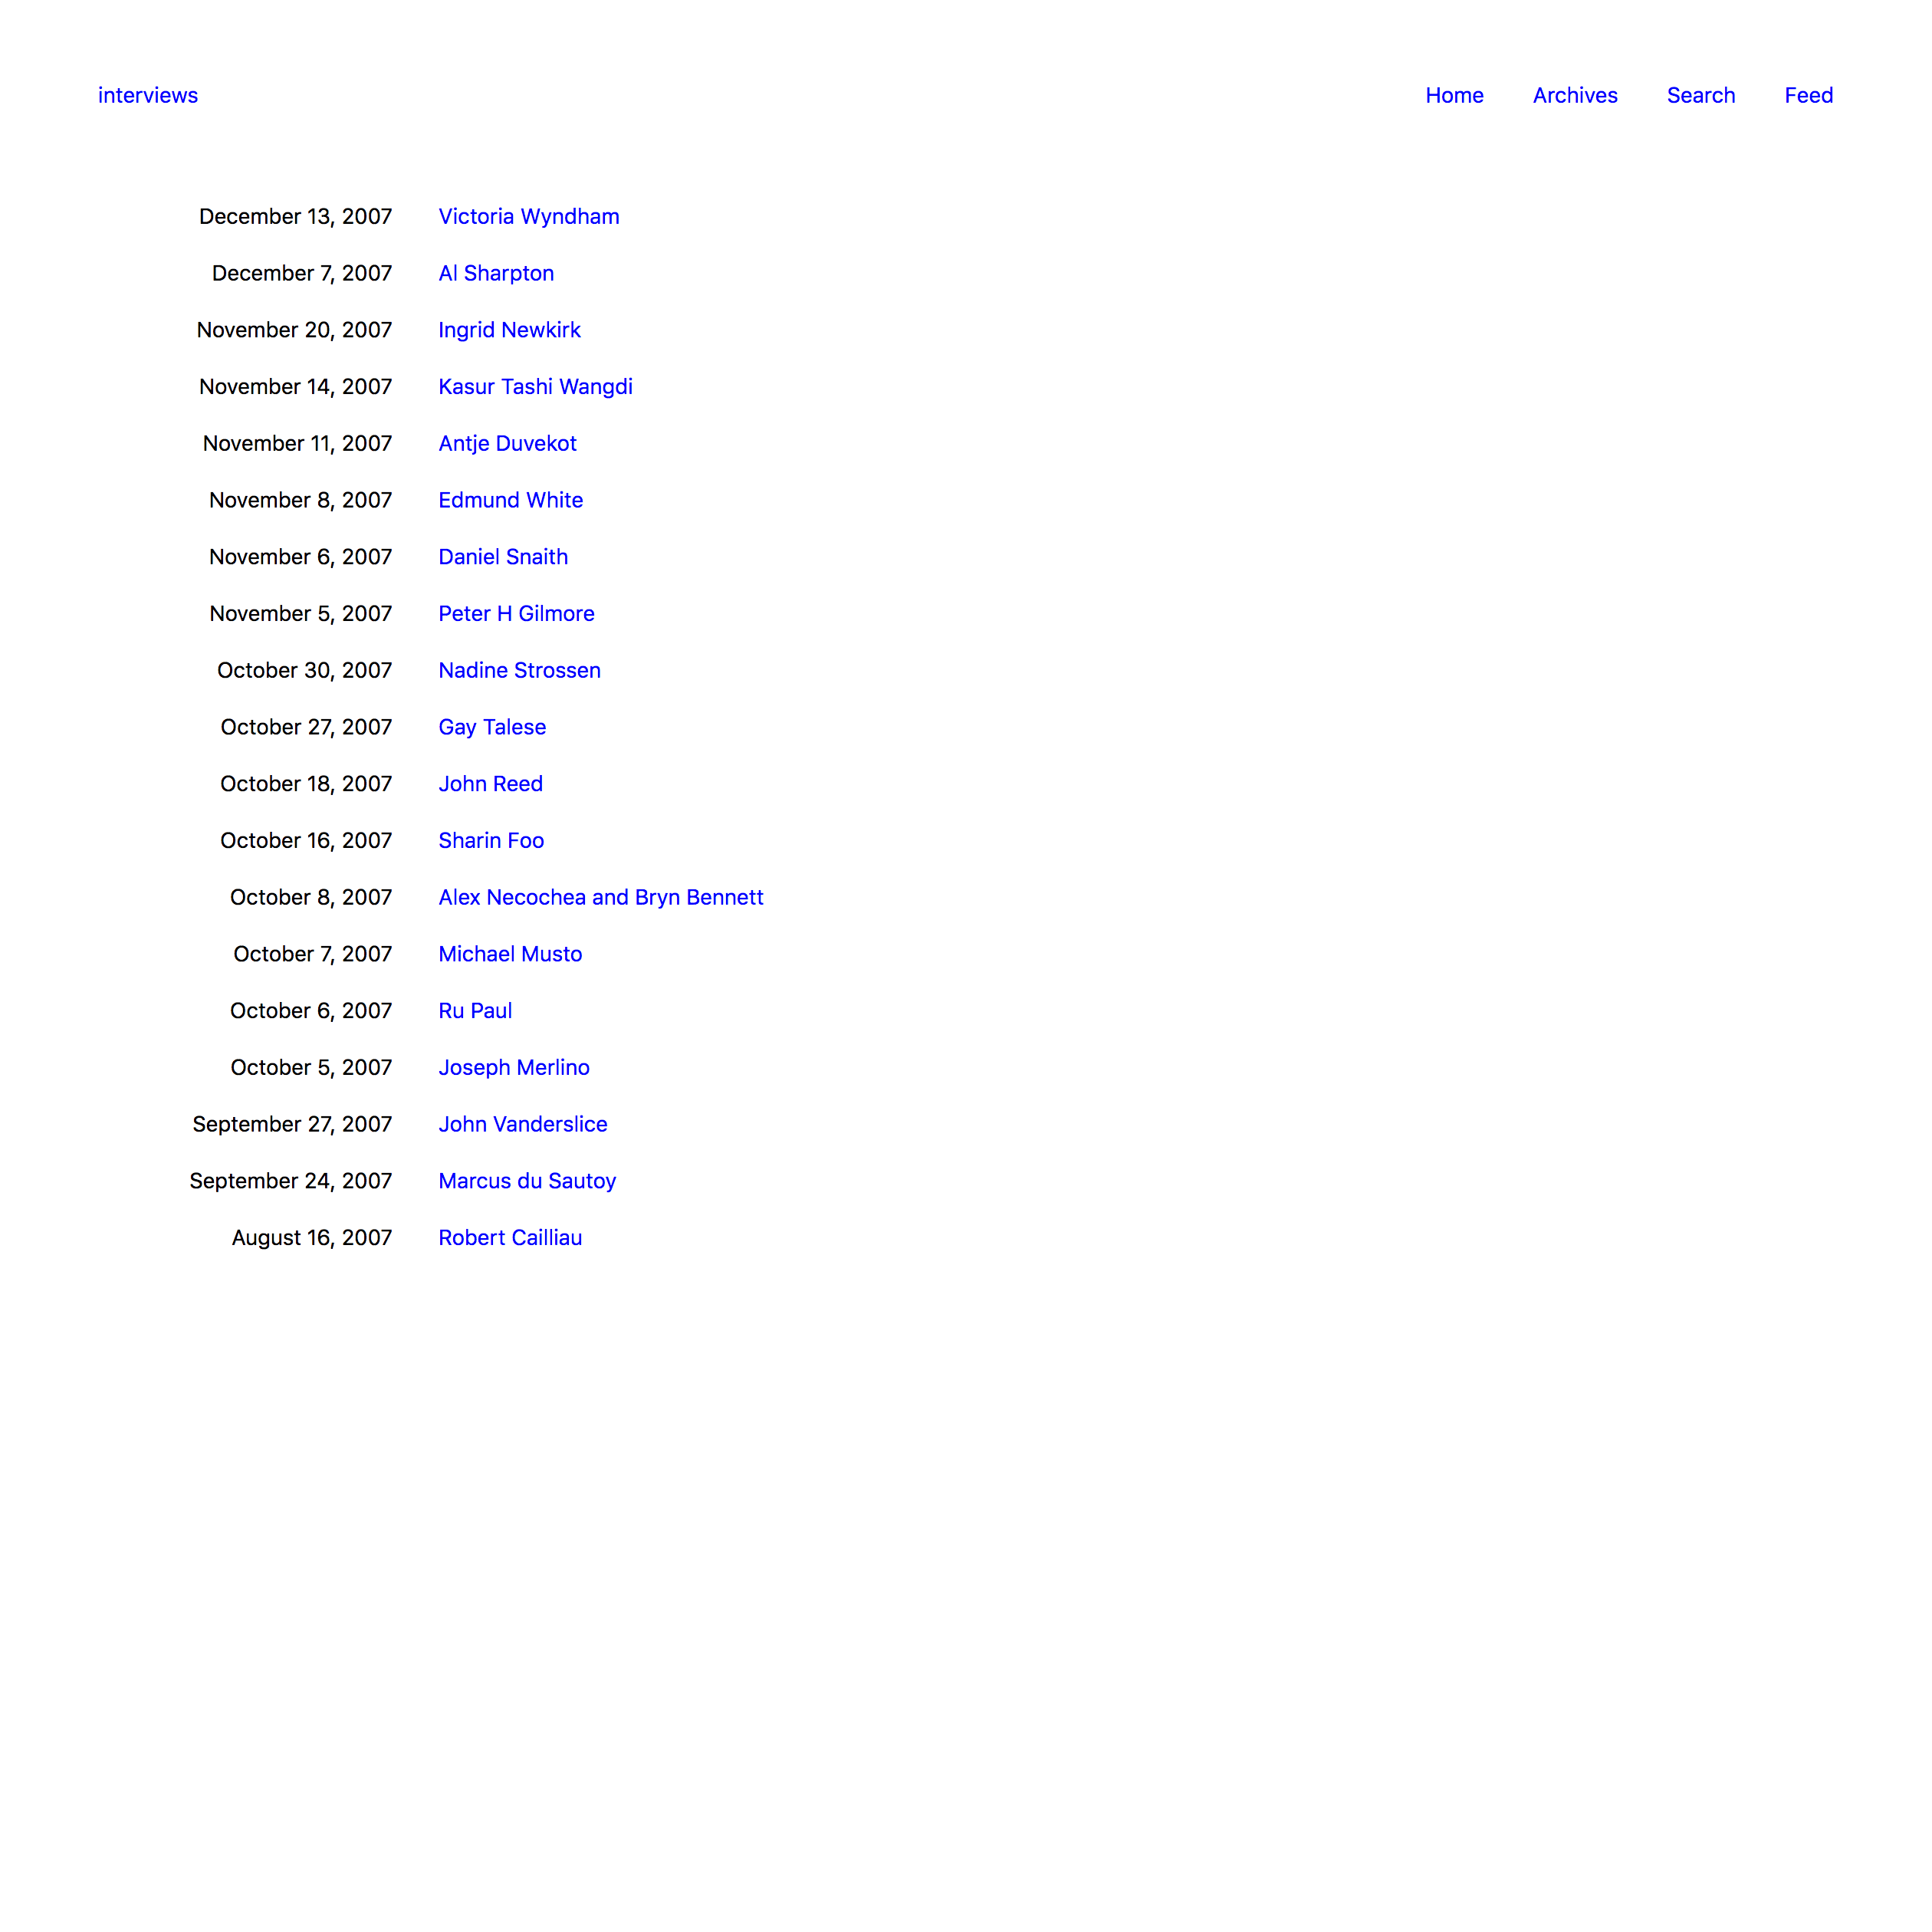 interviews Home Archives Search Feed
December 13, 2007 Victoria Wyndham
December 7, 2007 Al Sharpton
November 20, 2007 Ingrid Newkirk
November 14, 2007 Kasur Tashi Wangdi
November 11, 2007 Antje Duvekot
November 8, 2007 Edmund White
November 6, 2007 Daniel Snaith
November 5, 2007 Peter H Gilmore
October 30, 2007 Nadine Strossen
October 27, 2007 Gay Talese
October 18, 2007 John Reed
October 16, 2007 Sharin Foo
October 8, 2007 Alex Necochea and Bryn Bennett
October 7, 2007 Michael Musto
October 6, 2007 Ru Paul
October 5, 2007 Joseph Merlino
September 27, 2007 John Vanderslice
September 24, 2007 Marcus du Sautoy
August 16, 2007 Robert Cailliau